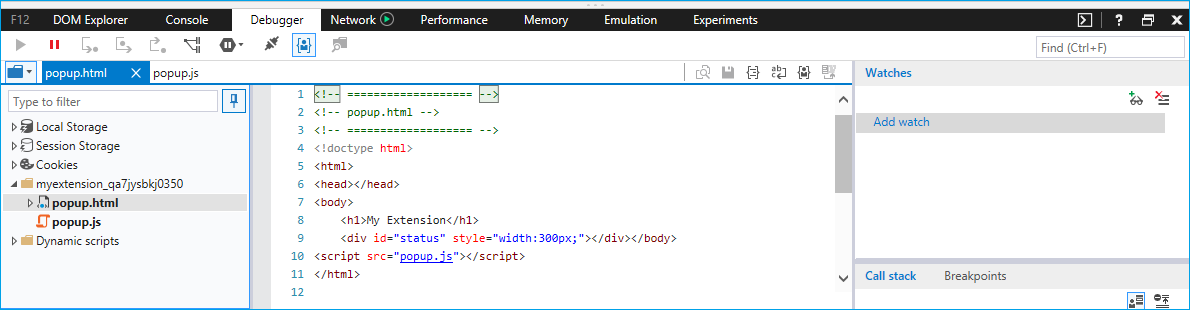 F12 DOM Explorer Console Debugger Network Performance Memory Emulation Experiments ?
Find (Ctrl+F)
popup.html popup.js
Type to filter
Local Storage
Session Storage
Cookies
myextension_qa7jysbkj0350
popup.html
popup.js
Dynamic scripts
1 <!-- =================== -->
2 <!-- popup.html -->
3 <!-- =================== -->
4 <!doctype html>
5 <html>
6 <head></head>
7 <body>
8 <h1>My Extension</h1>
9 <div id="status" style="width:300px;"></div></body>
10 <script src="popup.js"></script>
11 </html>
12
Watches
Add watch
Call stack Breakpoints